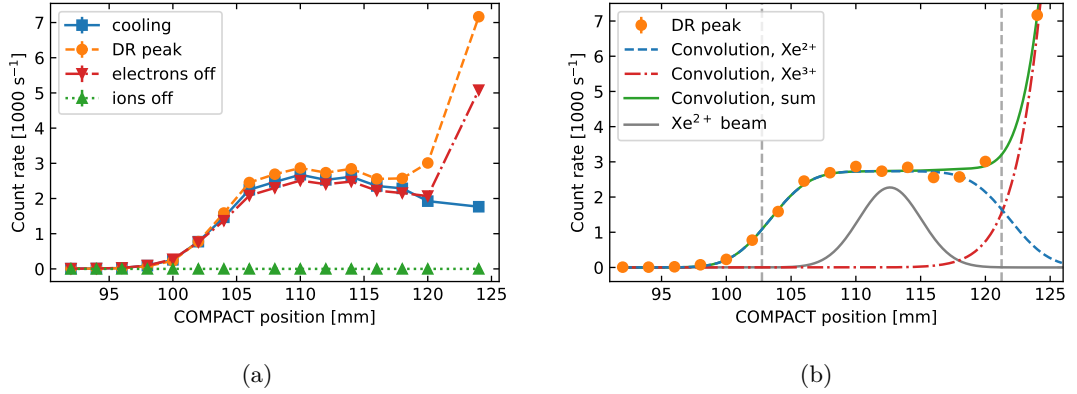 cooling
DR peak
electrons off
ions off
Count rate [1000 s⁻¹]
7
6
5
4
3
2
1
0
95 100 105 110 115 120 125
COMPACT position [mm]
(a)
DR peak
Convolution, Xe²⁺
Convolution, Xe³⁺
Convolution, sum
Xe²⁺ beam
Count rate [1000 s⁻¹]
7
6
5
4
3
2
1
0
95 100 105 110 115 120 125
COMPACT position [mm]
(b)